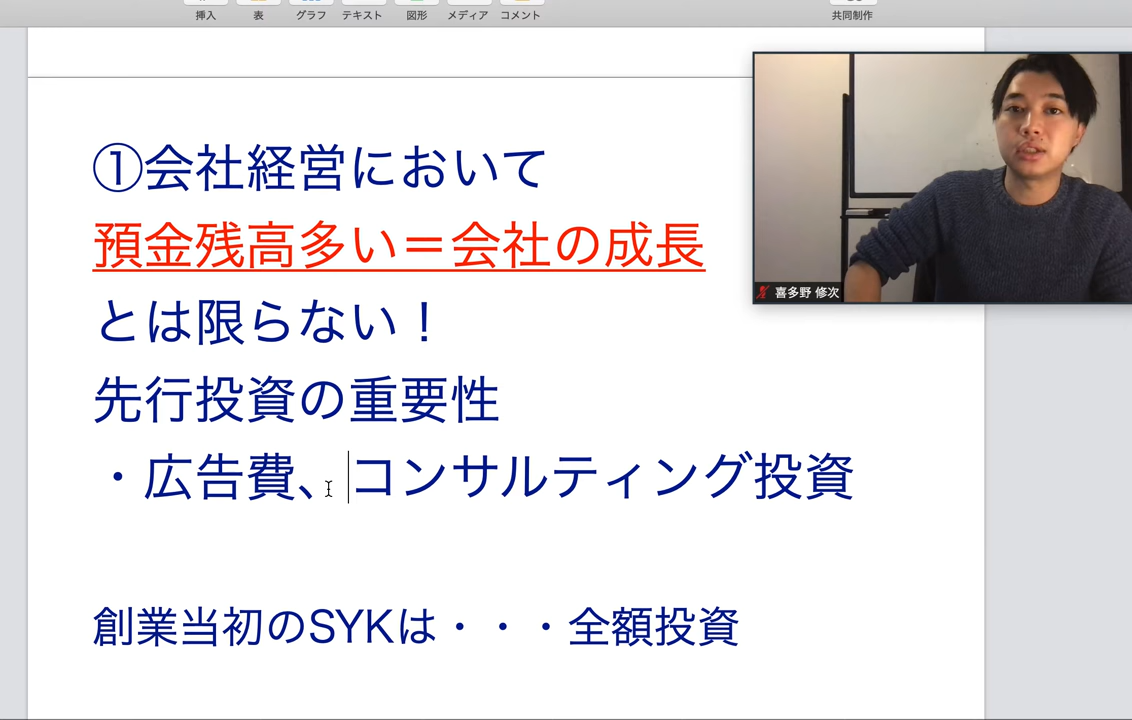 挿入 表 グラフ テキスト 図形 メディア コメント 共同制作
①会社経営において
預金残高多い＝会社の成長
とは限らない！
先行投資の重要性
・広告費、コンサルティング投資
創業当初のSYKは・・・全額投資
喜多野 修次